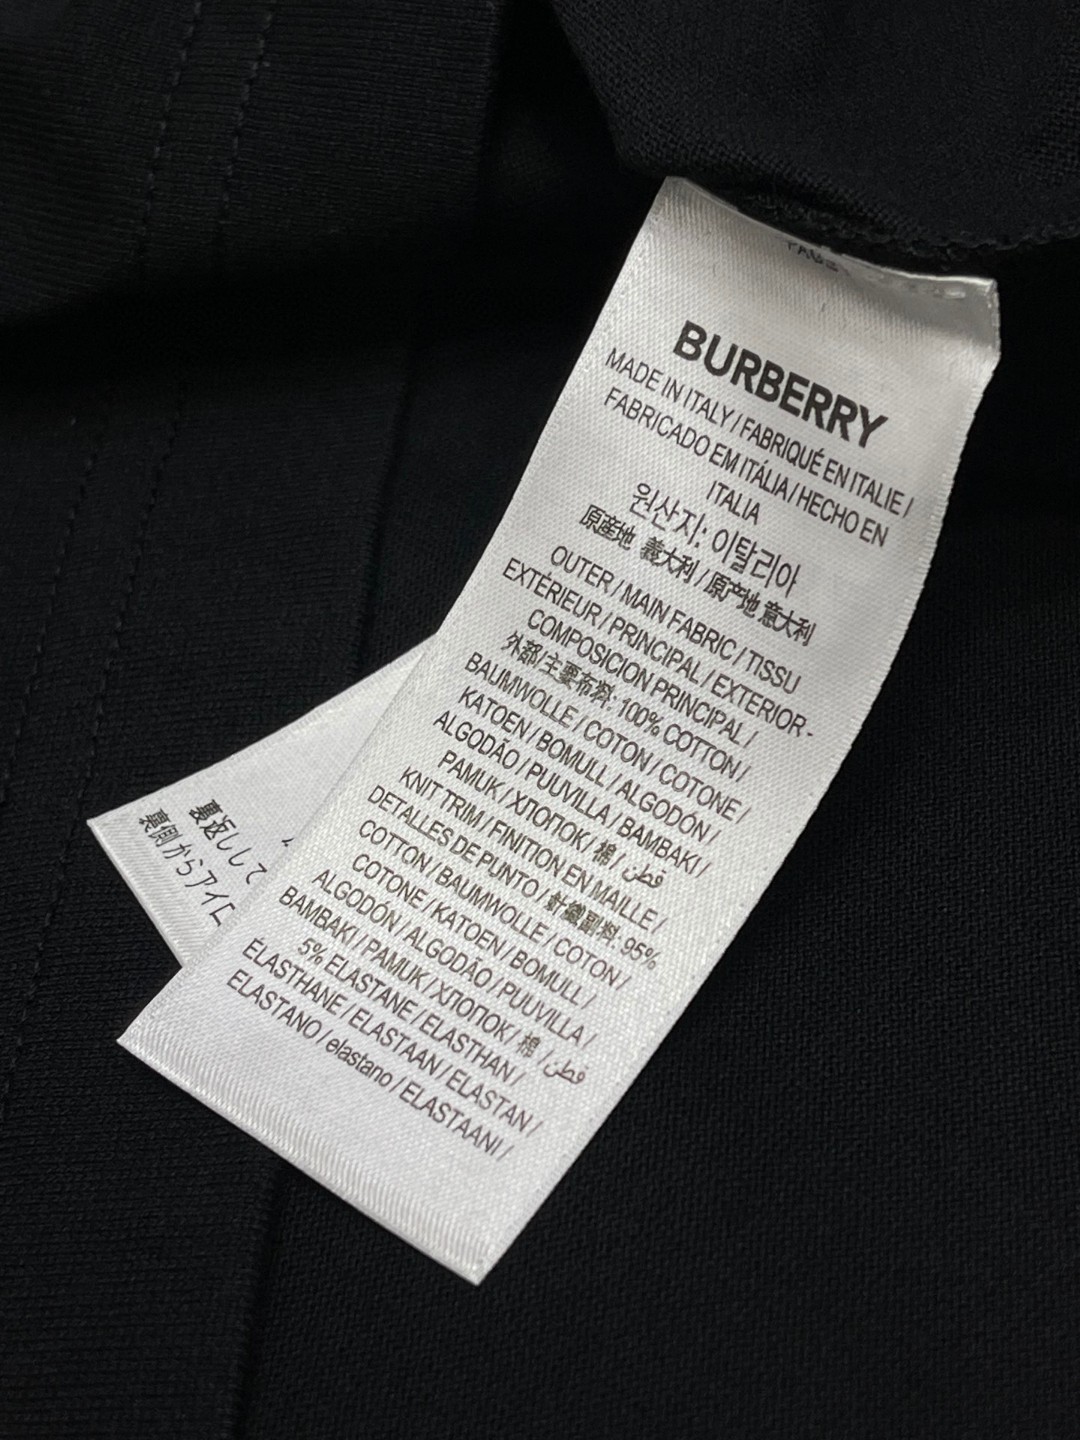 BURBERRY
MADE IN ITALY / FABRIQUÉ EN ITALIE /
FABRICADO EM ITÁLIA / HECHO EN
ITALIA
원산지: 이탈리아
原産地 義大利 / 原产地 意大利
OUTER / MAIN FABRIC / TISSU
EXTÉRIEUR / PRINCIPAL / EXTERIOR -
COMPOSICION PRINCIPAL /
外部/主要布料: 100% COTTON /
BAUMWOLLE / COTON / COTONE /
KATOEN / BOMULL / ALGODÓN /
ALGODÃO / PUUVILLA / BAMBAKI /
PAMUK / ХЛОПОК / 棉 / قطن /
KNIT TRIM / FINITION EN MAILLE /
DETALLES DE PUNTO / 針織副料: 95%
COTTON / BAUMWOLLE / COTON /
COTONE / KATOEN / BOMULL /
ALGODÓN / ALGODÃO / PUUVILLA /
BAMBAKI / PAMUK / ХЛОПОК / 棉 / قطن
5% ELASTANE / ELASTHAN /
ÉLASTHANE / ELASTAAN / ELASTAN /
ELASTANO / elastano / ELASTAANI /
裏返しして
裏側からアイロ